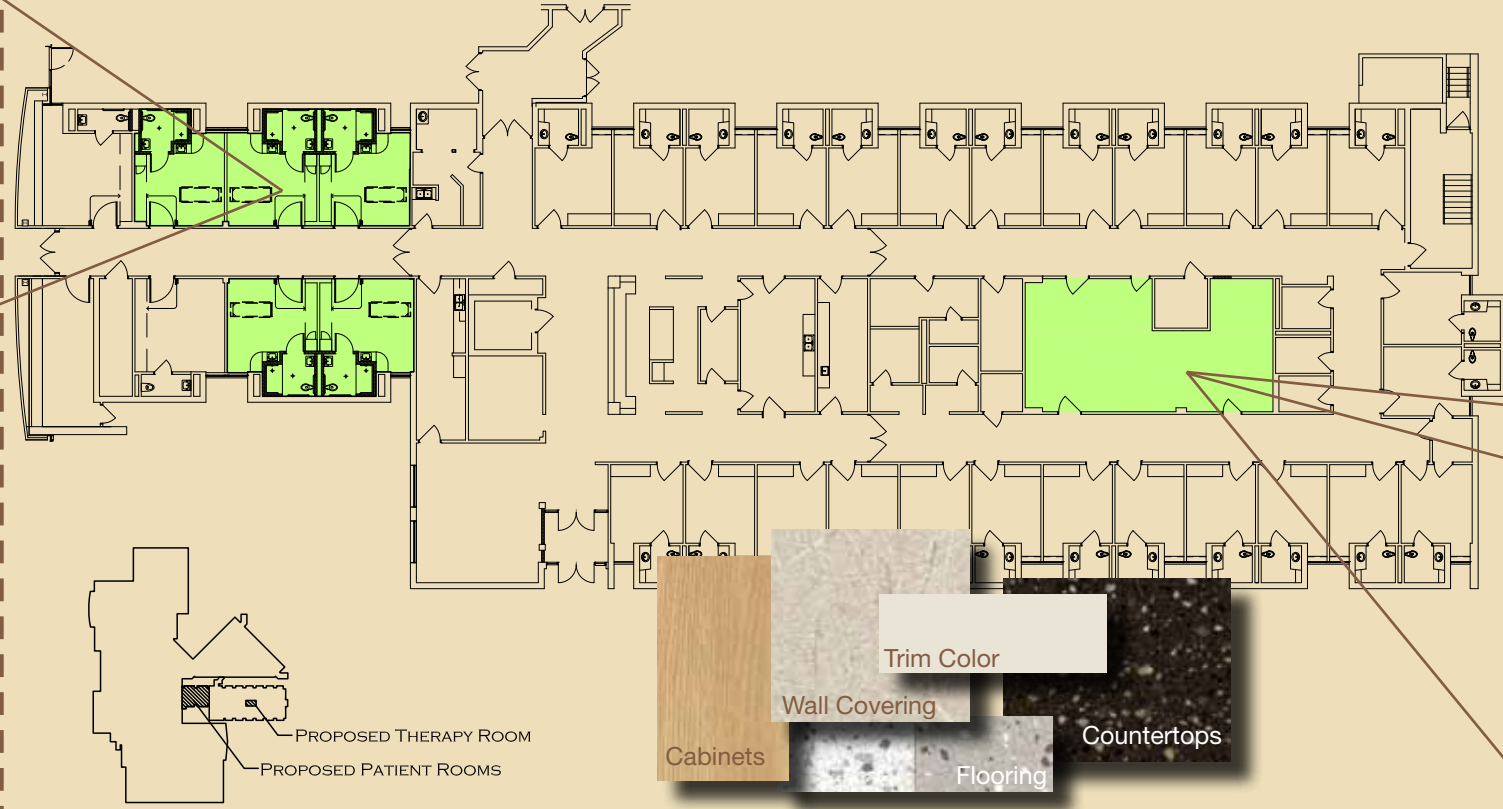 Trim Color
Wall Covering
Countertops
Cabinets
Flooring
PROPOSED THERAPY ROOM
PROPOSED PATIENT ROOMS